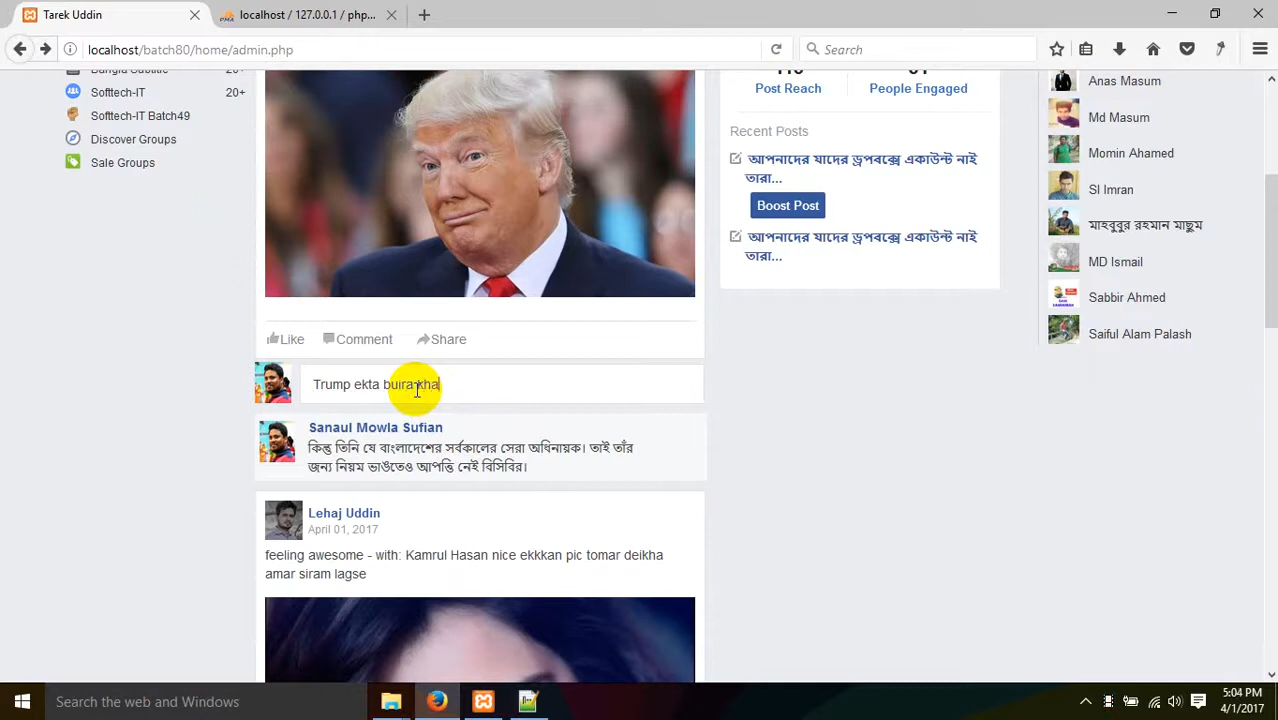 Tarek Uddin
localhost / 127.0.0.1 / php...
localhost/batch80/home/admin.php
Search
20+
Softtech-IT 20+
Softtech-IT Batch49
Discover Groups
Sale Groups
Post Reach People Engaged
Recent Posts
আপনাদের যাদের ড্রপবক্সে একাউন্ট নাই
তারা...
Boost Post
আপনাদের যাদের ড্রপবক্সে একাউন্ট নাই
তারা...
Anas Masum
Md Masum
Momin Ahamed
SI Imran
মাহবুবুর রহমান মাছুম
MD Ismail
Sabbir Ahmed
Saiful Alam Palash
Like Comment Share
Trump ekta buira kha
Sanaul Mowla Sufian
কিন্তু তিনি যে বাংলাদেশের সর্বকালের সেরা অধিনায়ক। তাই তাঁর
জন্য নিয়ম ভাঙতেও আপত্তি নেই বিসিবির।
Lehaj Uddin
April 01, 2017
feeling awesome - with: Kamrul Hasan nice ekkkan pic tomar deikha
amar siram lagse
Search the web and Windows
5:04 PM
4/1/2017